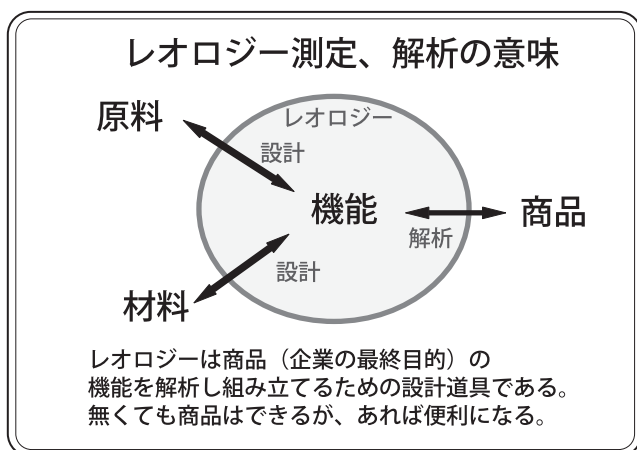 レオロジー測定、解析の意味
原料
レオロジー
設計
機能
商品
解析
設計
材料
レオロジーは商品（企業の最終目的）の
機能を解析し組み立てるための設計道具である。
無くても商品はできるが、あれば便利になる。